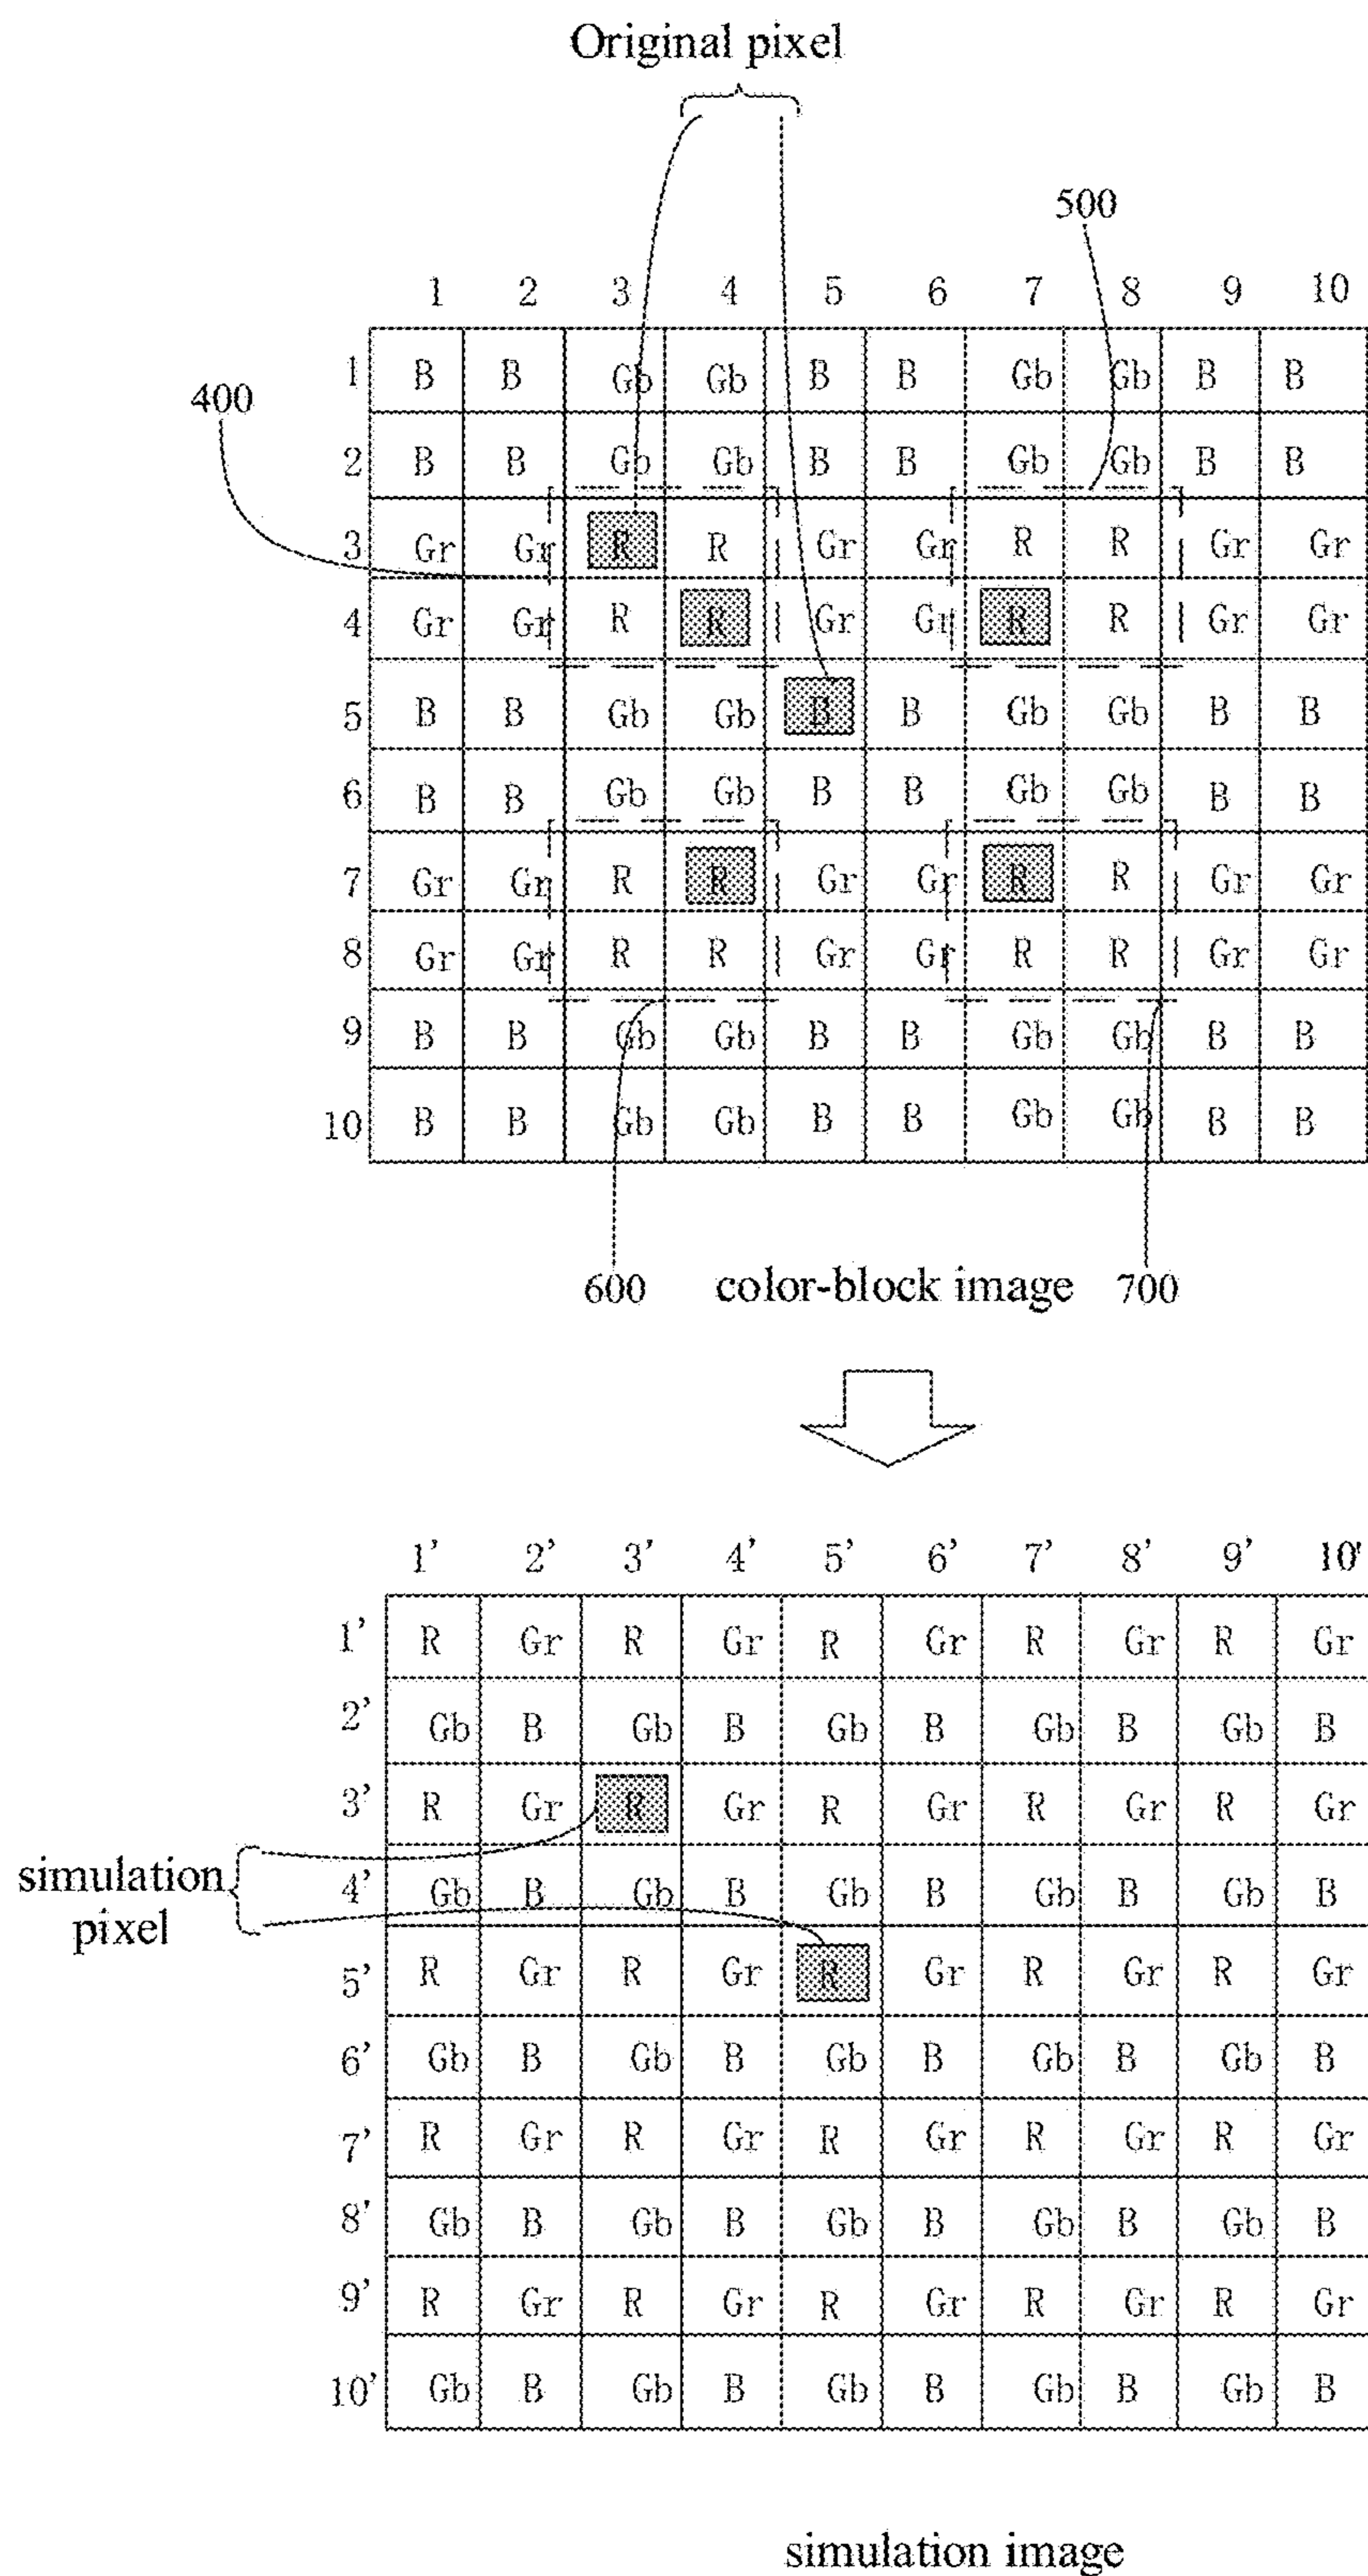 Original pixel
500
1 2 3 4 5 6 7 8 9 10
1 B B Gb Gb B B Gb Gb B B
400
2 B B Gb Gb B B Gb Gb B B
3 Gr Gr R R Gr Gr R R Gr Gr
4 Gr Gr R R Gr Gr R R Gr Gr
5 B B Gb Gb B B Gb Gb B B
6 B B Gb Gb B B Gb Gb B B
7 Gr Gr R R Gr Gr R R Gr Gr
8 Gr Gr R R Gr Gr R R Gr Gr
9 B B Gb Gb B B Gb Gb B B
10 B B Gb Gb B B Gb Gb B B
600 color-block image 700
1' 2' 3' 4' 5' 6' 7' 8' 9' 10'
1' R Gr R Gr R Gr R Gr R Gr
2' Gb B Gb B Gb B Gb B Gb B
3' R Gr R Gr R Gr R Gr R Gr
simulation
pixel
4' Gb B Gb B Gb B Gb B Gb B
5' R Gr R Gr R Gr R Gr R Gr
6' Gb B Gb B Gb B Gb B Gb B
7' R Gr R Gr R Gr R Gr R Gr
8' Gb B Gb B Gb B Gb B Gb B
9' R Gr R Gr R Gr R Gr R Gr
10' Gb B Gb B Gb B Gb B Gb B
simulation image